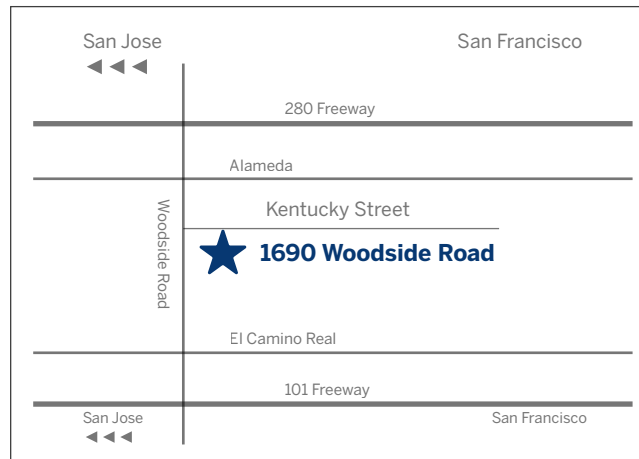 San Jose
San Francisco
280 Freeway
Alameda
Kentucky Street
Woodside Road
1690 Woodside Road
El Camino Real
101 Freeway
San Jose
San Francisco